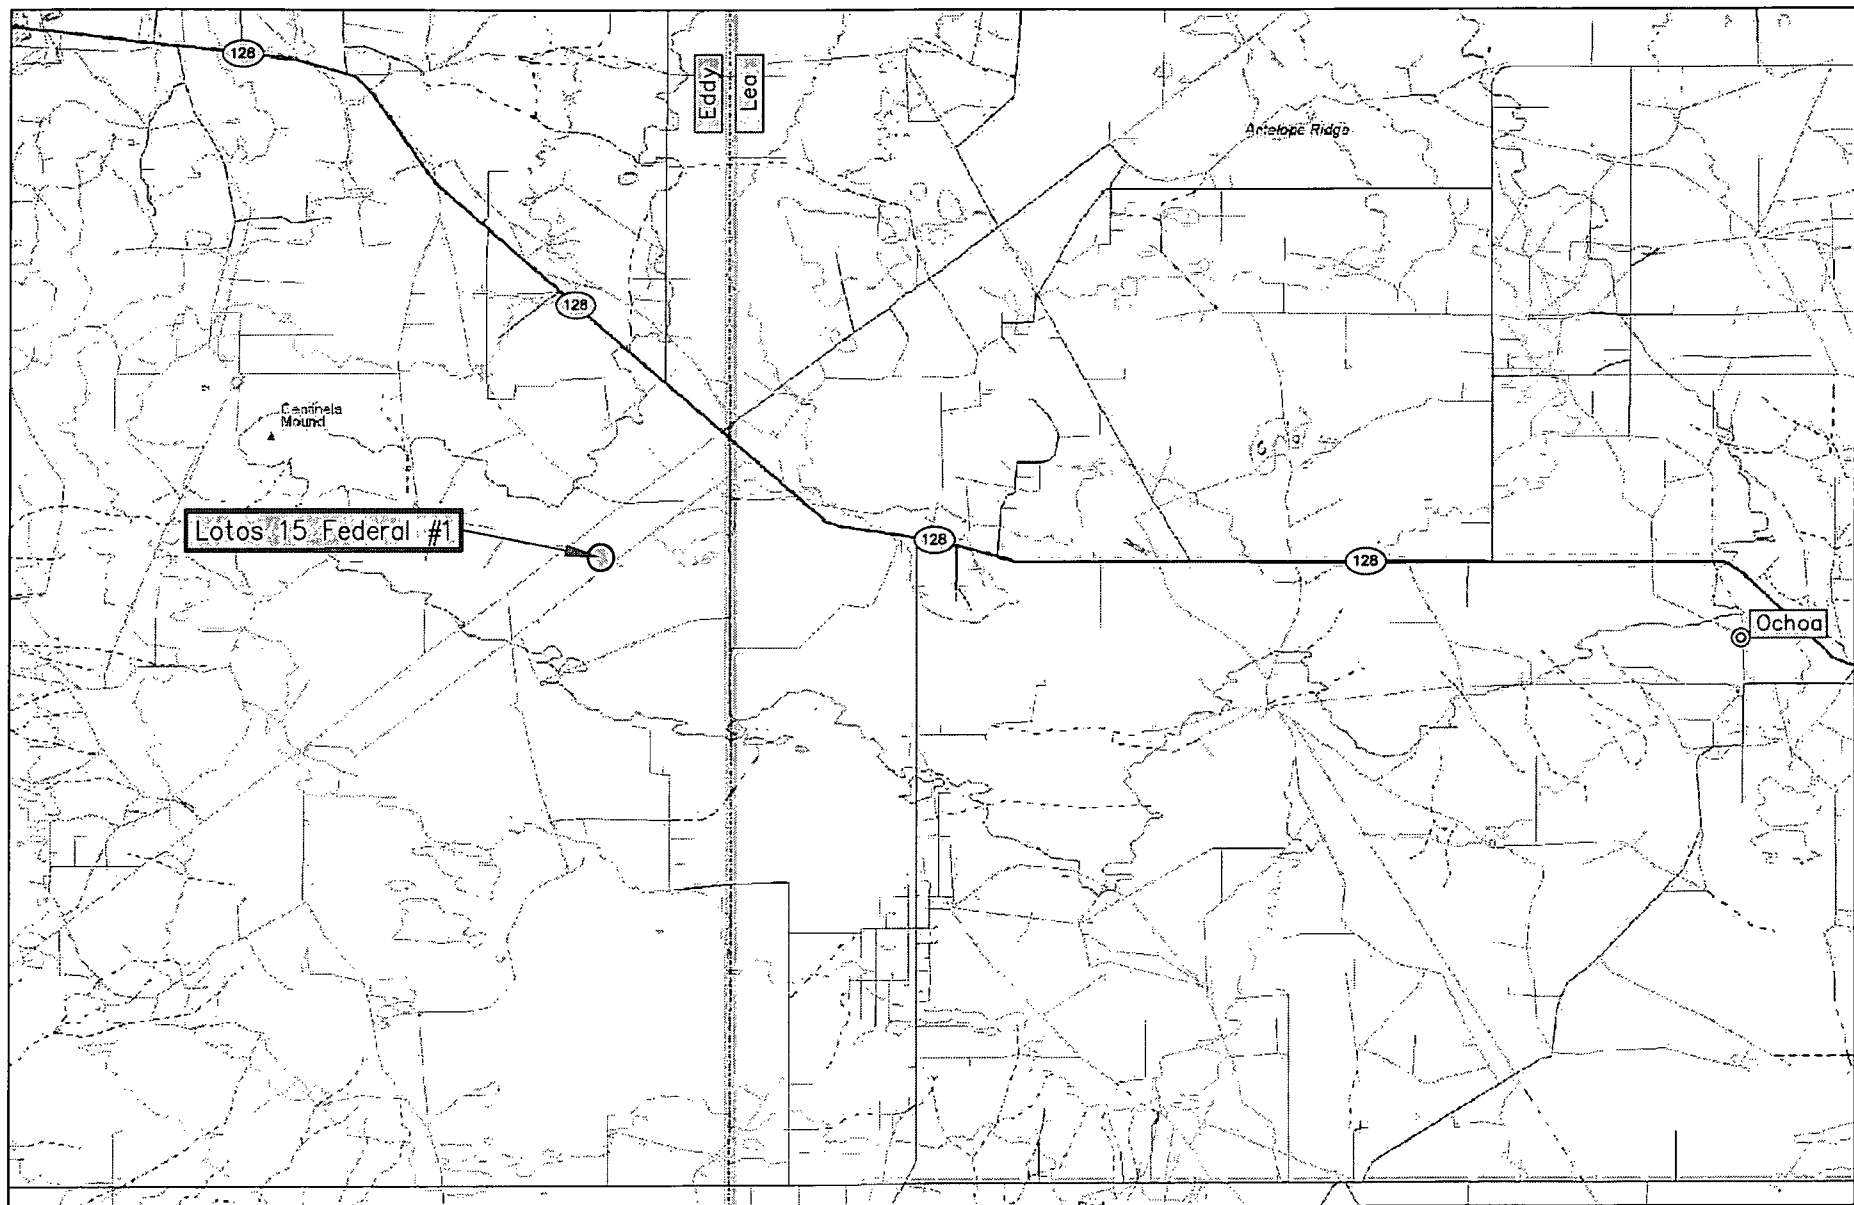 128
Eddy
Lea
Antelope Ridge
128
Centinela
Mound
Lotos 15 Federal #1
128
128
Ochoa